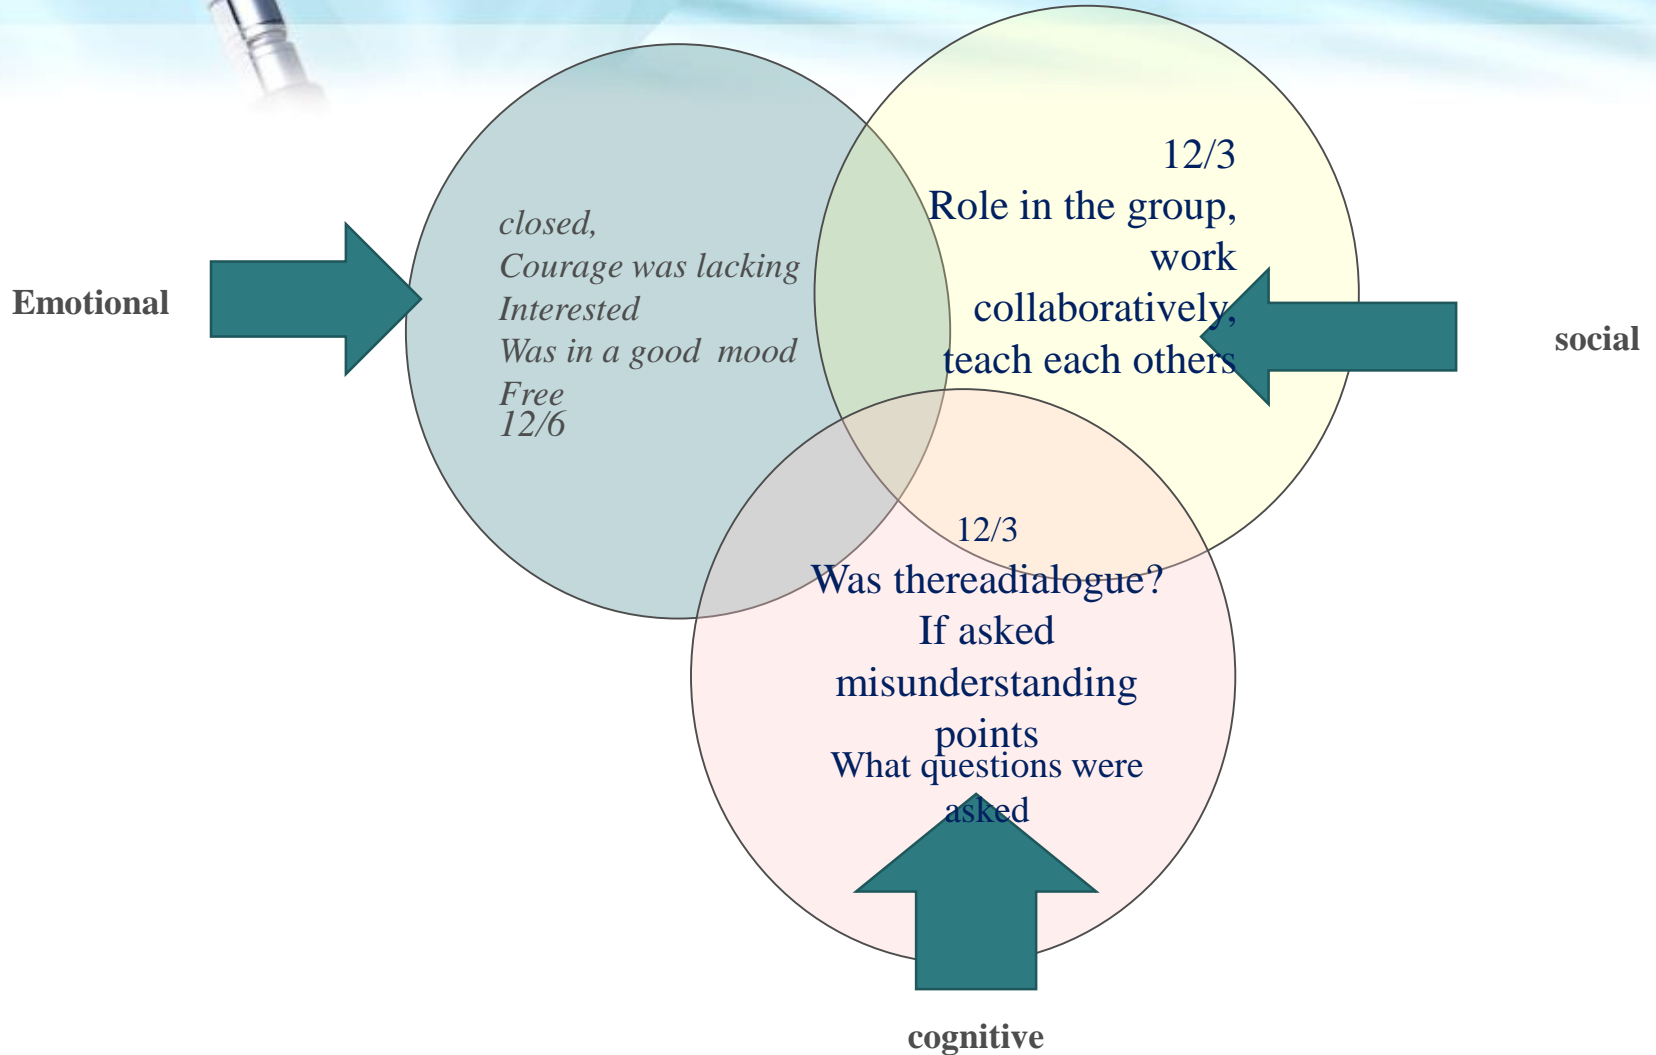 Emotional
closed,
Courage was lacking
Interested
Was in a good mood
Free
12/6
12/3
Role in the group,
work
collaboratively,
teach each others
social
12/3
Was thereadialogue?
If asked
misunderstanding
points
What questions were
asked
cognitive